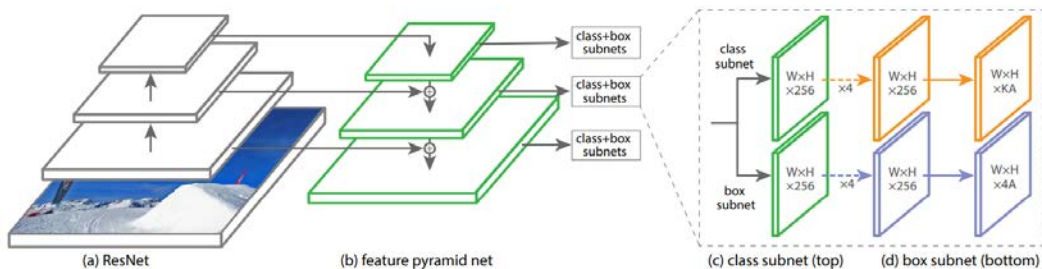 class+box
subnets
class+box
subnets
class+box
subnets
class
subnet
W×H
×256
×4
W×H
×256
W×H
×KA
box
subnet
W×H
×256
×4
W×H
×256
W×H
×4A
(a) ResNet
(b) feature pyramid net
(c) class subnet (top)
(d) box subnet (bottom)